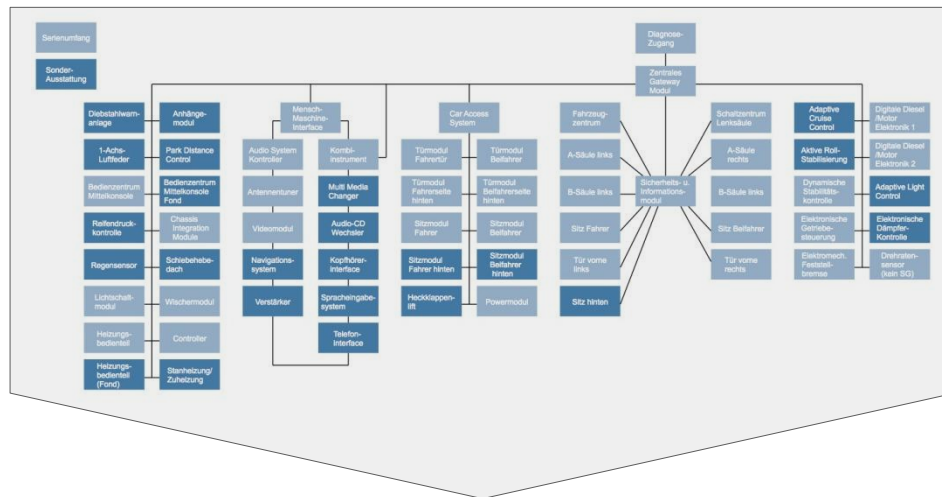 Serienumfang
Sonder-
Ausstattung
Diagnose-
Zugang
Zentrales
Gateway
Modul
Diebstahlwarn-
anlage
Anhänge-
modul
1-Achs-
Luftfeder
Park Distance
Control
Bedienzentrum
Mittelkonsole
Bedienzentrum
Mittelkonsole
Fond
Reifendruck-
kontrolle
Chassis
Integration
Module
Regensensor
Schiebehebe-
dach
Lichtschalt-
modul
Wischermodul
Heizungs-
bedienteil
Controller
Heizungs-
bedienteil
(Fond)
Stanheizung/
Zuheizung
Mensch-
Maschine-
Interface
Audio System
Kontroller
Kombi-
instrument
Antennentuner
Multi Media
Changer
Videomodul
Audio-CD
Wechsler
Navigations-
system
Kopfhörer-
interface
Verstärker
Spracheingabe-
system
Telefon-
Interface
Car Access
System
Türmodul
Fahrertür
Türmodul
Beifahrer
Türmodul
Fahrerseite
hinten
Türmodul
Beifahrerseite
hinten
Sitzmodul
Fahrer
Sitzmodul
Beifahrer
Sitzmodul
Fahrer hinten
Sitzmodul
Beifahrer
hinten
Heckklappen-
lift
Powermodul
Fahrzeug-
zentrum
Schaltzentrum
Lenksäule
A-Säule links
A-Säule
rechts
B-Säule links
Sicherheits- u.
Informations-
modul
B-Säule links
Sitz Fahrer
Sitz Beifahrer
Tür vorne
links
Tür vorne
rechts
Sitz hinten
Adaptive
Cruise
Control
Digitale Diesel
/Motor
Elektronik 1
Aktive Roll-
Stabilisierung
Digitale Diesel
/Motor
Elektronik 2
Dynamische
Stabilitäts-
kontrolle
Adaptive Light
Control
Elektronische
Getriebe-
steuerung
Elektronische
Dämpfer-
Kontrolle
Elektromech.
Feststell-
bremse
Drehraten-
sensor
(kein SG)